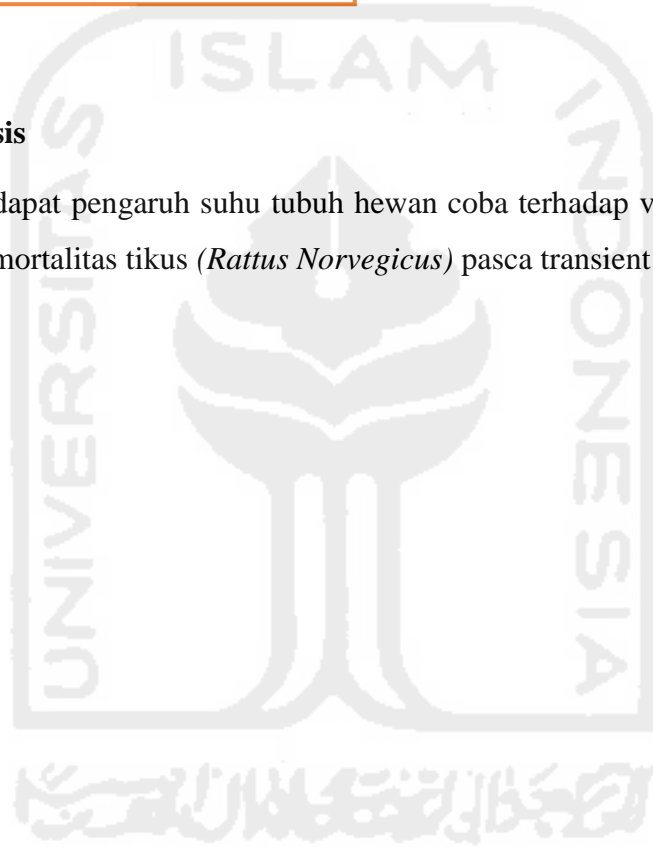 ISLAM
UNIVERSITAS
INDONESIA
sis
dapat pengaruh suhu tubuh hewan coba terhadap v
mortalitas tikus (Rattus Norvegicus) pasca transient